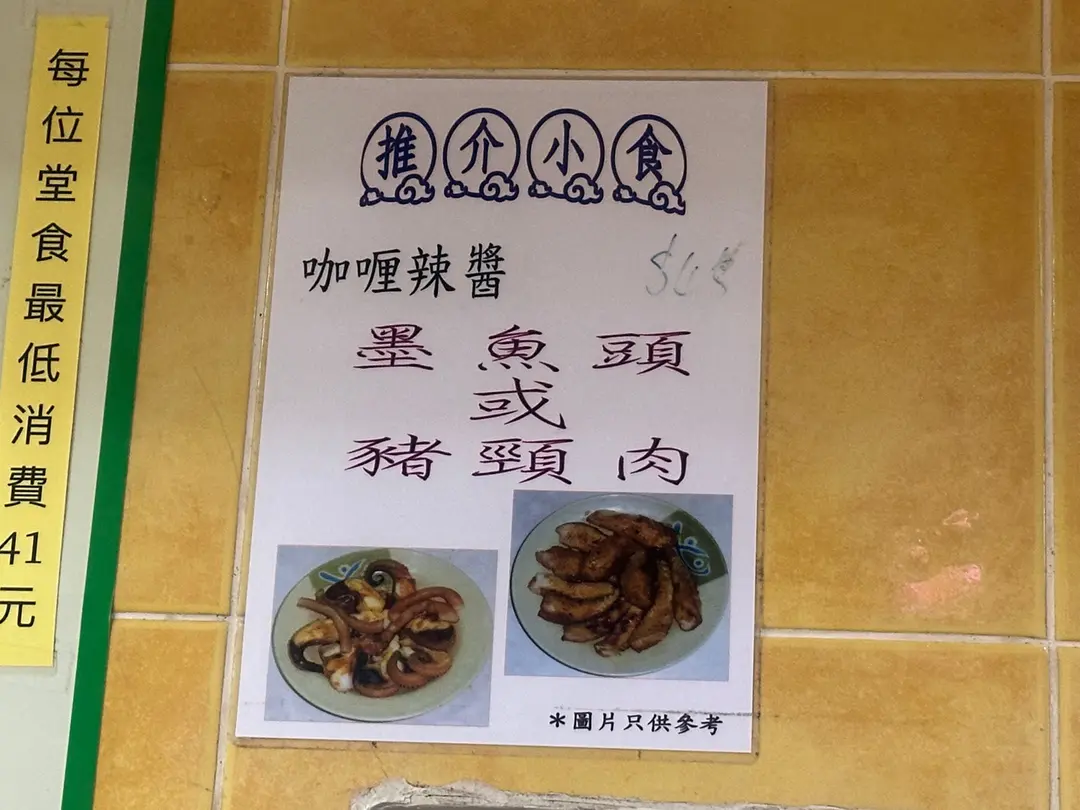 每位堂食最低消費41元
推介小食
咖喱辣醬
墨魚頭
或
豬頸肉
*圖片只供參考